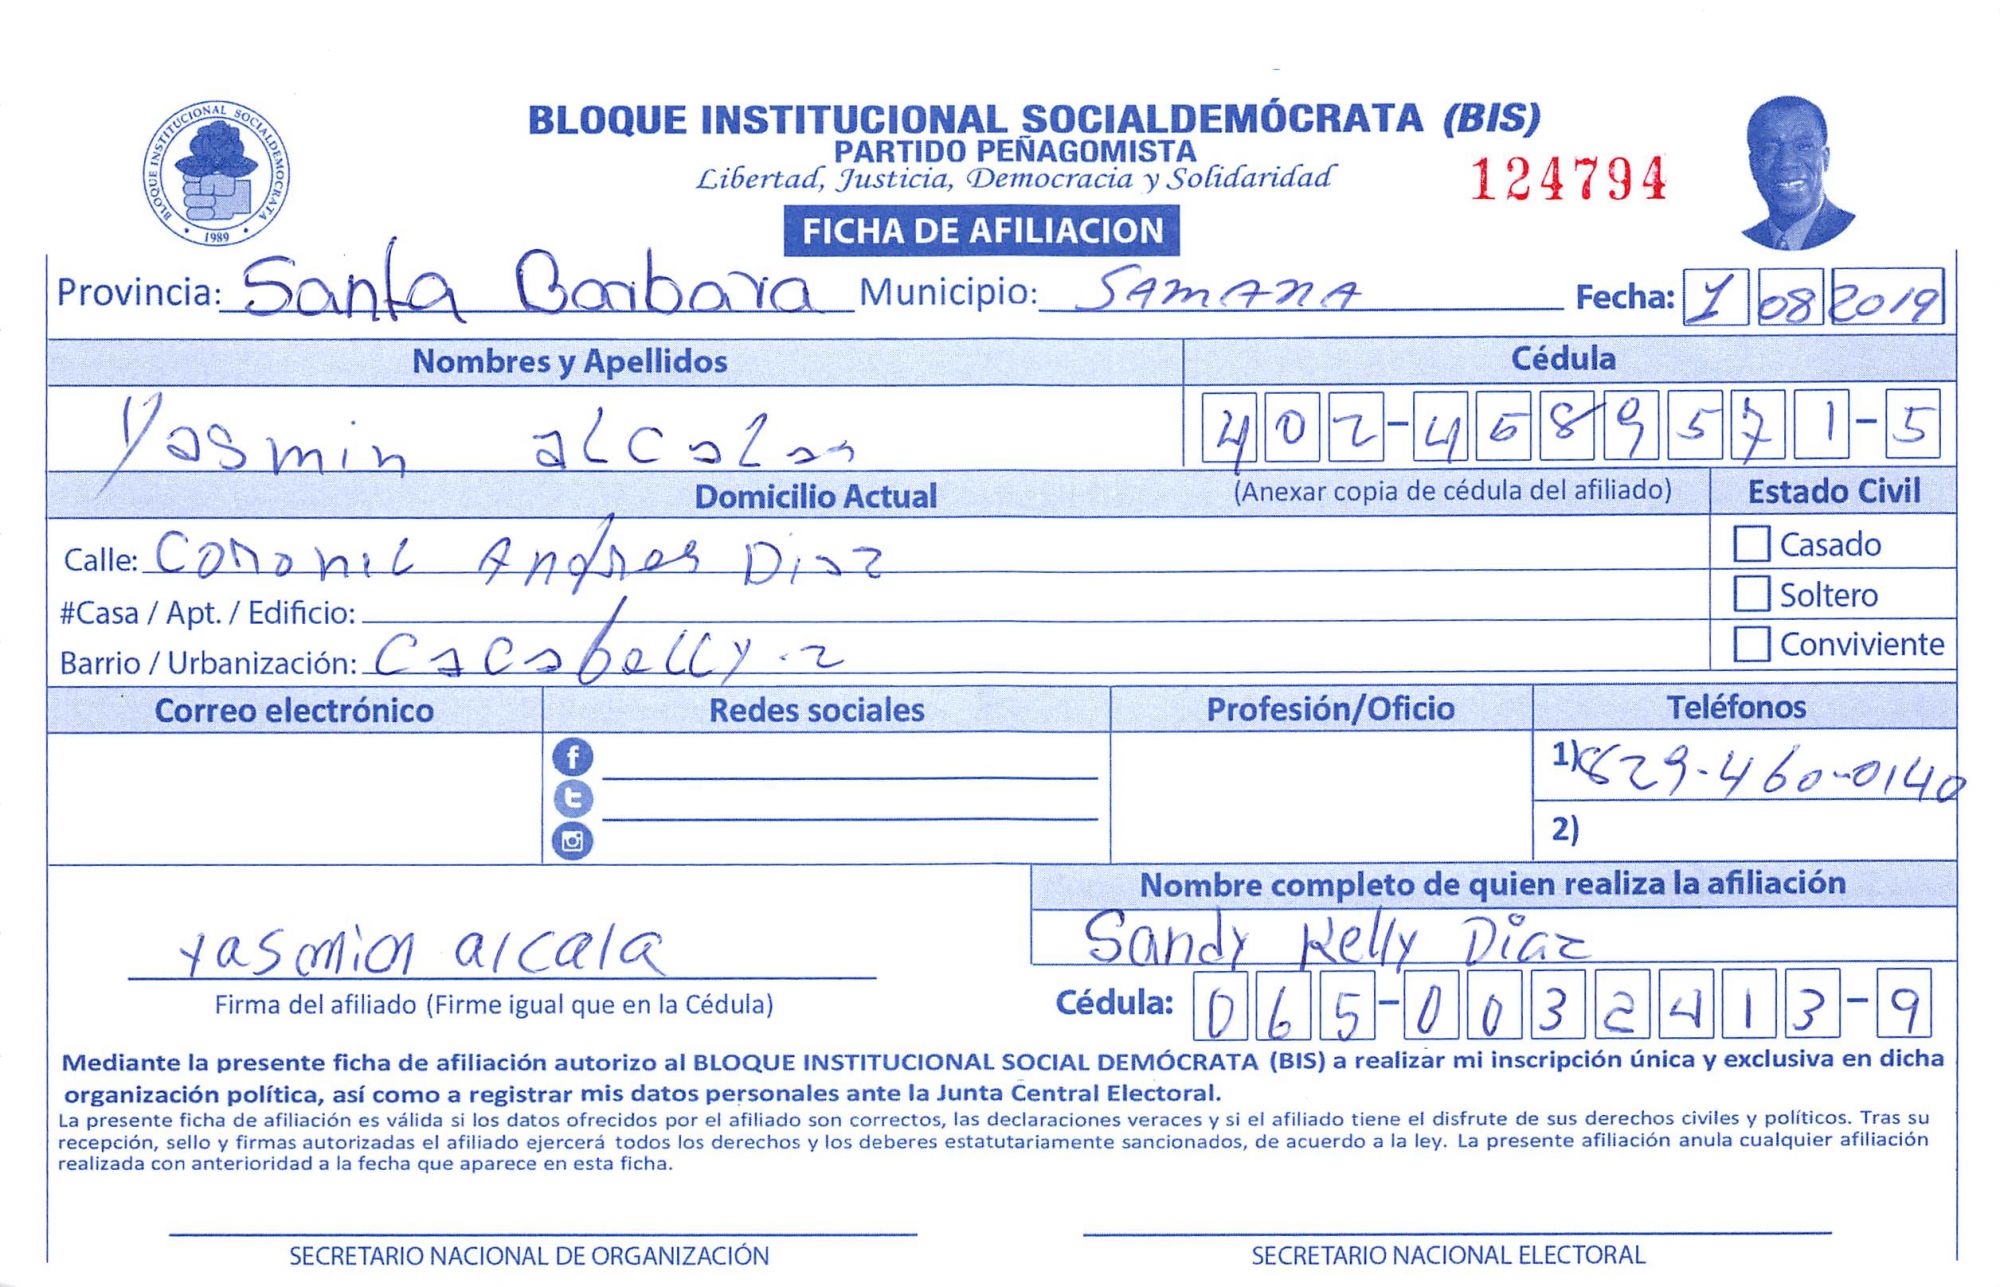 BLOQUE INSTITUCIONAL SOCIALDEMÓCRATA (BIS)
PARTIDO PEÑAGOMISTA
Libertad, Justicia, Democracia y Solidaridad
124794
BLOQUE INSTITUCIONAL SOCIALDEMOCRATA
1989
FICHA DE AFILIACION
Provincia: Santa Barbara Municipio: SAMANA Fecha: 1 08 2019
Nombres y Apellidos Cédula
Yasmin alcala 402-4589571-5
Domicilio Actual (Anexar copia de cédula del afiliado) Estado Civil
Casado
Calle: Coronel Andres Diaz
Soltero
#Casa / Apt. / Edificio:
Conviviente
Barrio / Urbanización: Cacabelly 2
Correo electrónico Redes sociales Profesión/Oficio Teléfonos
1) 829-460-0140
2)
Nombre completo de quien realiza la afiliación
Yasmin alcala Sandy Kelly Diaz
Firma del afiliado (Firme igual que en la Cédula) Cédula: 065-0032413-9
Mediante la presente ficha de afiliación autorizo al BLOQUE INSTITUCIONAL SOCIAL DEMÓCRATA (BIS) a realizar mi inscripción única y exclusiva en dicha
organización política, así como a registrar mis datos personales ante la Junta Central Electoral.
La presente ficha de afiliación es válida si los datos ofrecidos por el afiliado son correctos, las declaraciones veraces y si el afiliado tiene el disfrute de sus derechos civiles y políticos. Tras su
recepción, sello y firmas autorizadas el afiliado ejercerá todos los derechos y los deberes estatutariamente sancionados, de acuerdo a la ley. La presente afiliación anula cualquier afiliación
realizada con anterioridad a la fecha que aparece en esta ficha.
SECRETARIO NACIONAL DE ORGANIZACIÓN SECRETARIO NACIONAL ELECTORAL